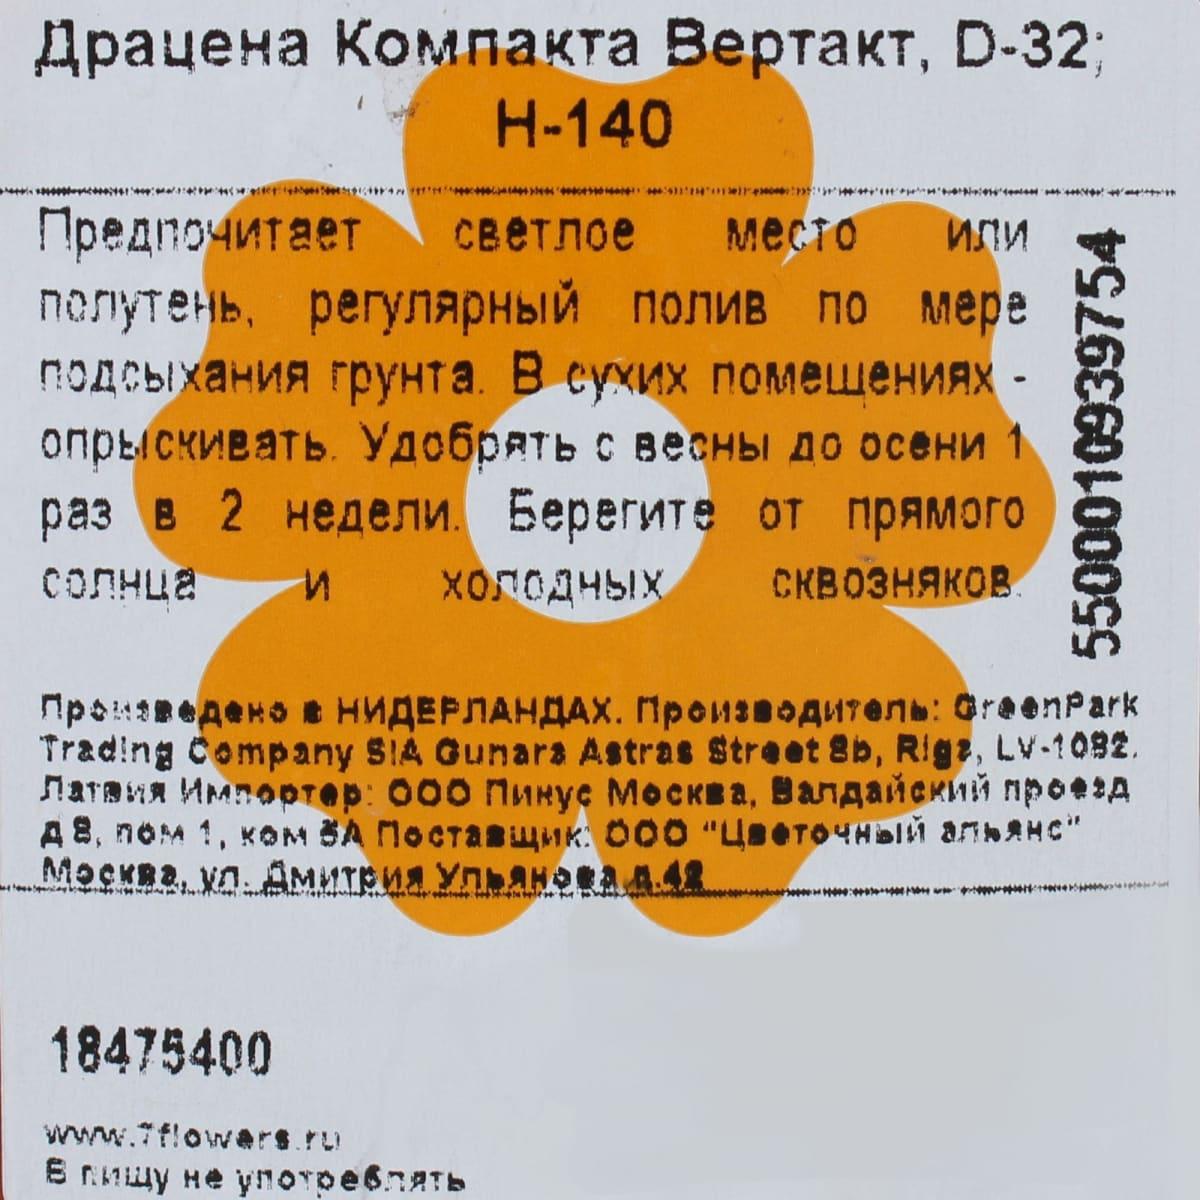 Драцена Компакта Вертакт, D-32;
Н-140
Предпочитает светлое место или
полутень, регулярный полив по мере
подсыхания грунта. В сухих помещениях -
опрыскивать. Удобрять с весны до осени 1
раз в 2 недели. Берегите от прямого
солнца и холодных сквозняков.
5500010939754
Произведено в НИДЕРЛАНДАХ. Производитель: GreenPark
Trading Company SIA Gunara Astras Street 8b, Riga, LV-1082.
Латвия Импортер: ООО Пинус Москва, Валдайский проезд
д 8, пом 1, ком 6А Поставщик: ООО "Цветочный альянс"
Москва, ул. Дмитрия Ульянова д.42
18475400
www.7flowers.ru
В пищу не употреблять